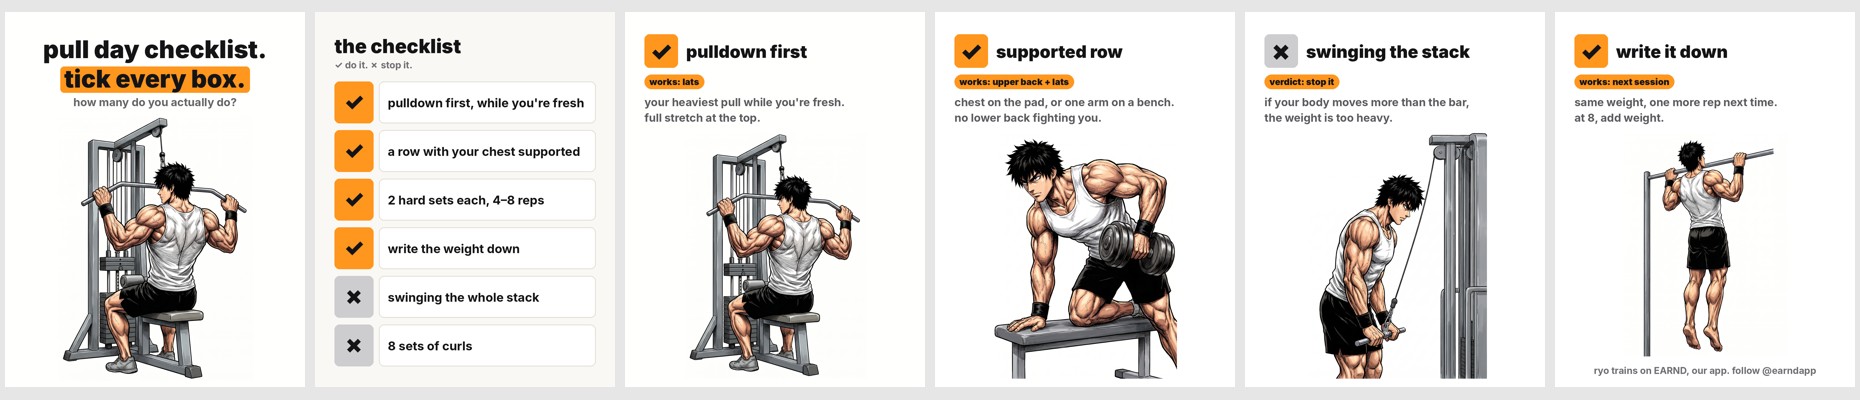 pull day checklist.
tick every box.
how many do you actually do?
the checklist
✓ do it. × stop it.
pulldown first, while you're fresh
a row with your chest supported
2 hard sets each, 4–8 reps
write the weight down
swinging the whole stack
8 sets of curls
pulldown first
works: lats
your heaviest pull while you're fresh.
full stretch at the top.
supported row
works: upper back + lats
chest on the pad, or one arm on a bench.
no lower back fighting you.
swinging the stack
verdict: stop it
if your body moves more than the bar,
the weight is too heavy.
write it down
works: next session
same weight, one more rep next time.
at 8, add weight.
ryo trains on EARND, our app. follow @earndapp